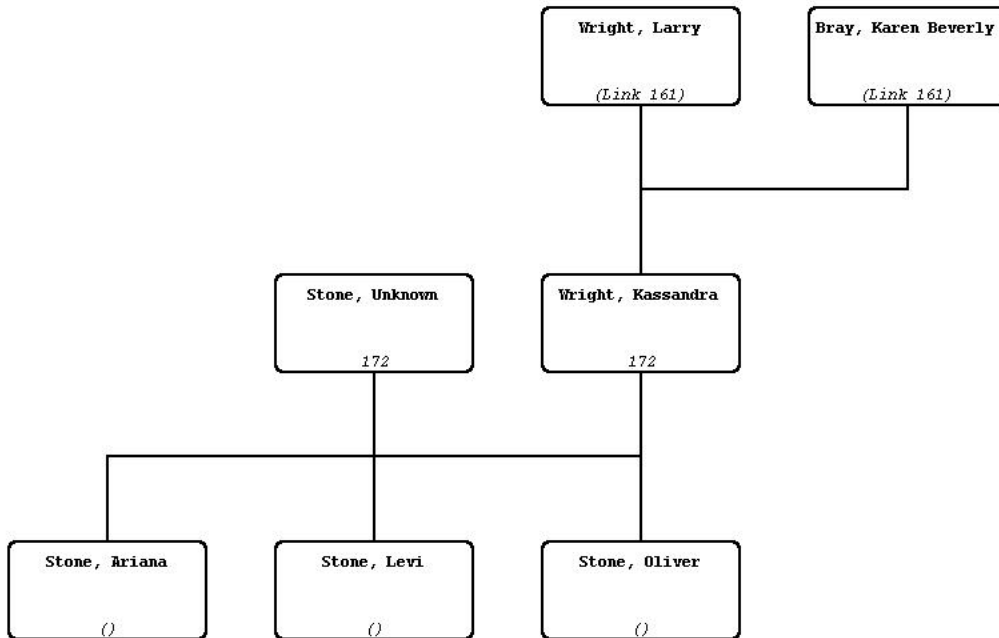 Wright, Larry
Bray, Karen Beverly
(Link 161)
(Link 161)
Stone, Unknown
Wright, Kassandra
172
172
Stone, Ariana
Stone, Levi
Stone, Oliver
()
()
()